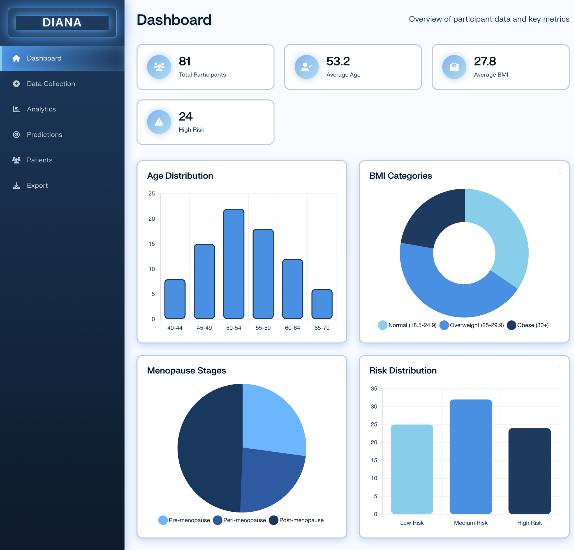 DIANA
Dashboard
Data Collection
Analytics
Predictions
Patients
Export
Dashboard
Overview of participant data and key metrics
81
Total Participants
53.2
Average Age
27.8
Average BMI
24
High Risk
Age Distribution
25
20
15
10
5
0
40-44
45-49
50-54
55-59
60-64
65-70
BMI Categories
Normal (18.5-24.9)
Overweight (25-29.9)
Obese (30+)
Menopause Stages
Pre-menopause
Peri-menopause
Post-menopause
Risk Distribution
35
30
25
20
15
10
5
0
Low Risk
Medium Risk
High Risk